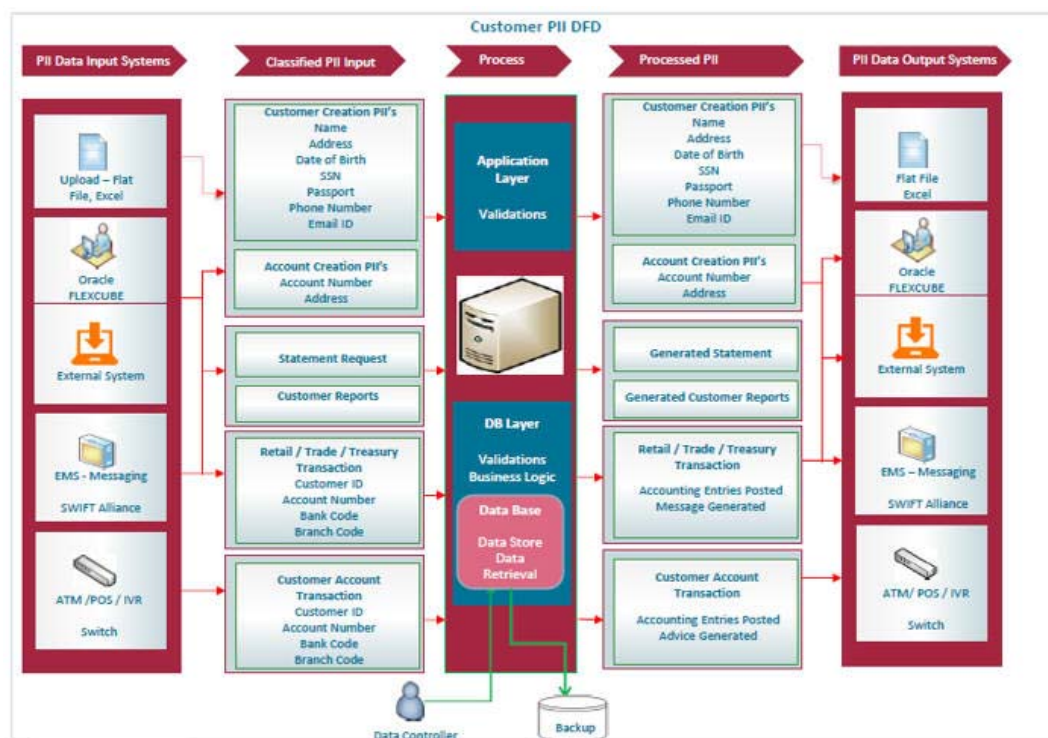 Customer PII DFD
PII Data Input Systems
Classified PII Input
Process
Processed PII
PII Data Output Systems
Upload – Flat
File, Excel
Oracle
FLEXCUBE
External System
EMS - Messaging
SWIFT Alliance
ATM /POS / IVR
Switch
Customer Creation PII's
Name
Address
Date of Birth
SSN
Passport
Phone Number
Email ID
Account Creation PII's
Account Number
Address
Statement Request
Customer Reports
Retail / Trade / Treasury
Transaction
Customer ID
Account Number
Bank Code
Branch Code
Customer Account
Transaction
Customer ID
Account Number
Bank Code
Branch Code
Application
Layer
Validations
DB Layer
Validations
Business Logic
Data Base
Data Store
Data
Retrieval
Customer Creation PII's
Name
Address
Date of Birth
SSN
Passport
Phone Number
Email ID
Account Creation PII's
Account Number
Address
Generated Statement
Generated Customer Reports
Retail / Trade / Treasury
Transaction
Accounting Entries Posted
Message Generated
Customer Account
Transaction
Accounting Entries Posted
Advice Generated
Flat File
Excel
Oracle
FLEXCUBE
External System
EMS – Messaging
SWIFT Alliance
ATM/ POS / IVR
Switch
Data Controller
Backup